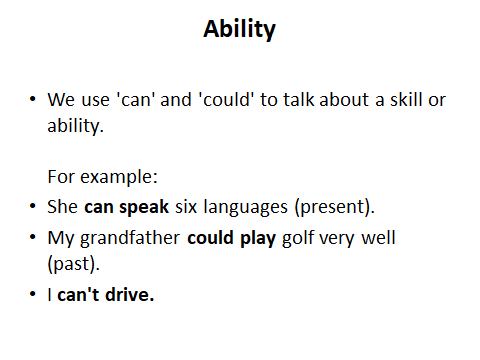 Ability
• We use 'can' and 'could' to talk about a skill or
ability.
For example:
• She can speak six languages (present).
• My grandfather could play golf very well
(past).
• I can't drive.